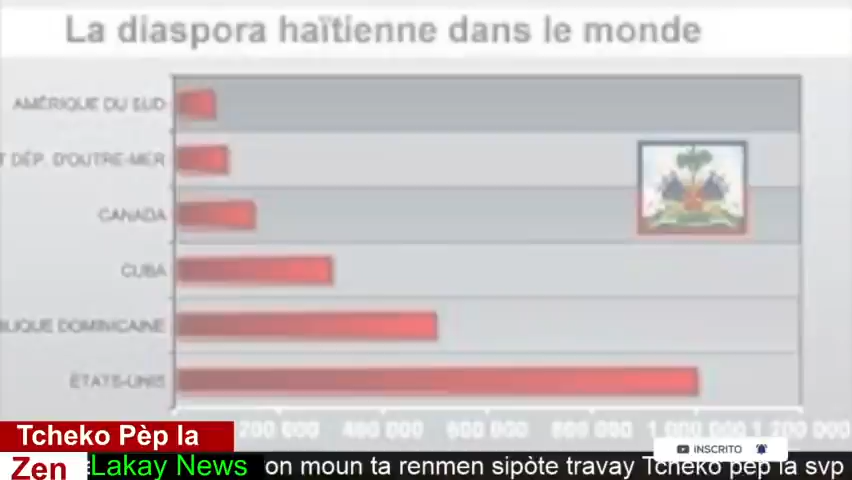 La diaspora haïtienne dans le monde
AMÉRIQUE DU SUD
T DÉP. D'OUTRE-MER
CANADA
CUBA
BLIQUE DOMINICAINE
ÉTATS-UNIS
200 000 400 000 600 000 800 000 1 000 000 1 200 000
INSCRITO
Tcheko Pèp la
Zen Lakay News on moun ta renmen sipòte travay Tcheko pèp la svp